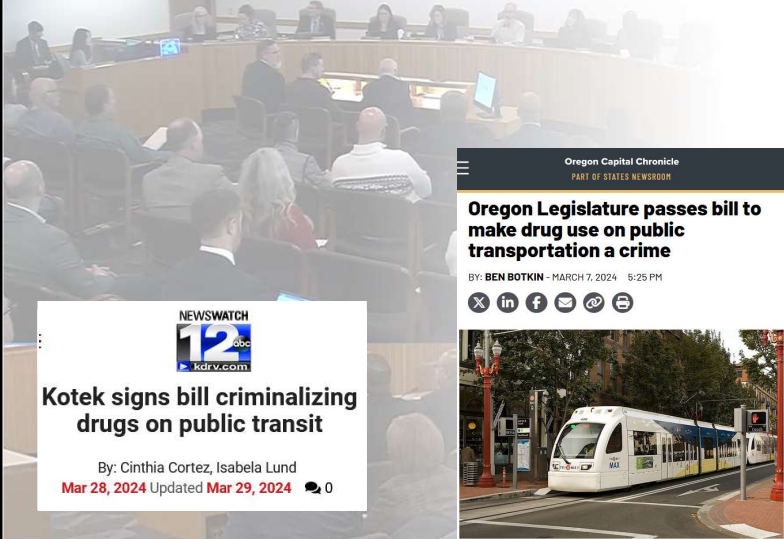 Oregon Capital Chronicle
PART OF STATES NEWSROOM
Oregon Legislature passes bill to
make drug use on public
transportation a crime
BY: BEN BOTKIN - MARCH 7, 2024 5:25 PM
NEWSWATCH
12 abc
kdrv.com
Kotek signs bill criminalizing
drugs on public transit
By: Cinthia Cortez, Isabela Lund
Mar 28, 2024 Updated Mar 29, 2024 0
MAX